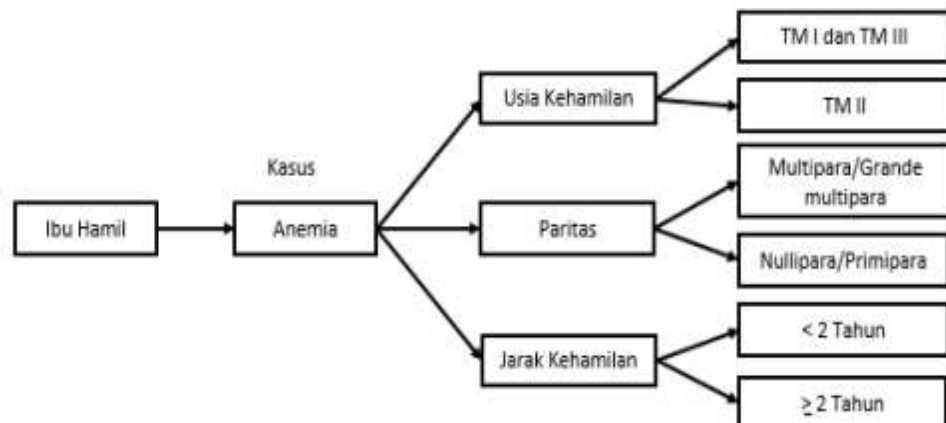 TM I dan TM III
Usia Kehamilan
TM II
Kasus
Multipara/Grande
multipara
Ibu Hamil
Anemia
Paritas
Nullipara/Primipara
< 2 Tahun
Jarak Kehamilan
≥ 2 Tahun